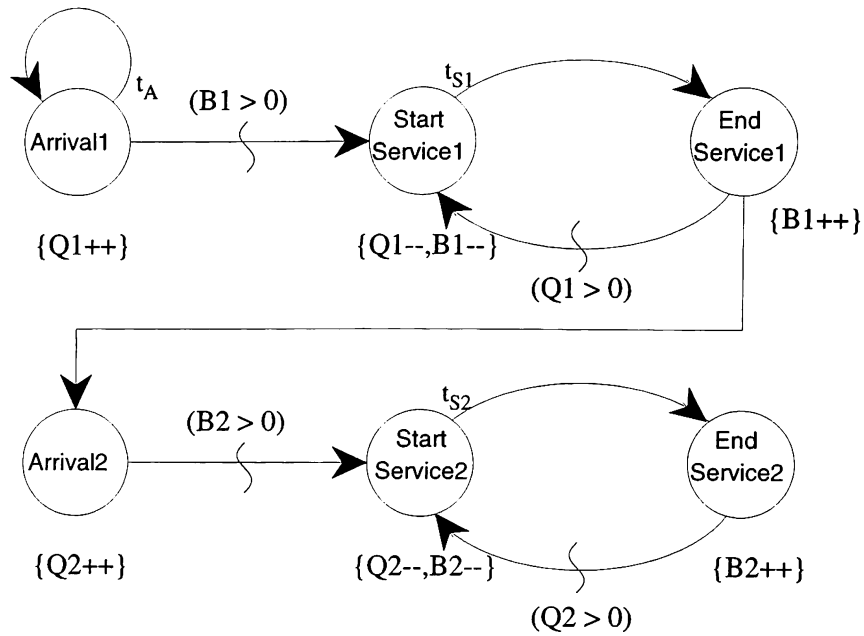 t_A
(B1 > 0)
t_S1
Arrival1
Start
Service1
End
Service1
{Q1++}
{Q1--,B1--}
{B1++}
(Q1 > 0)
t_S2
(B2 > 0)
Arrival2
Start
Service2
End
Service2
{Q2++}
{Q2--,B2--}
{B2++}
(Q2 > 0)